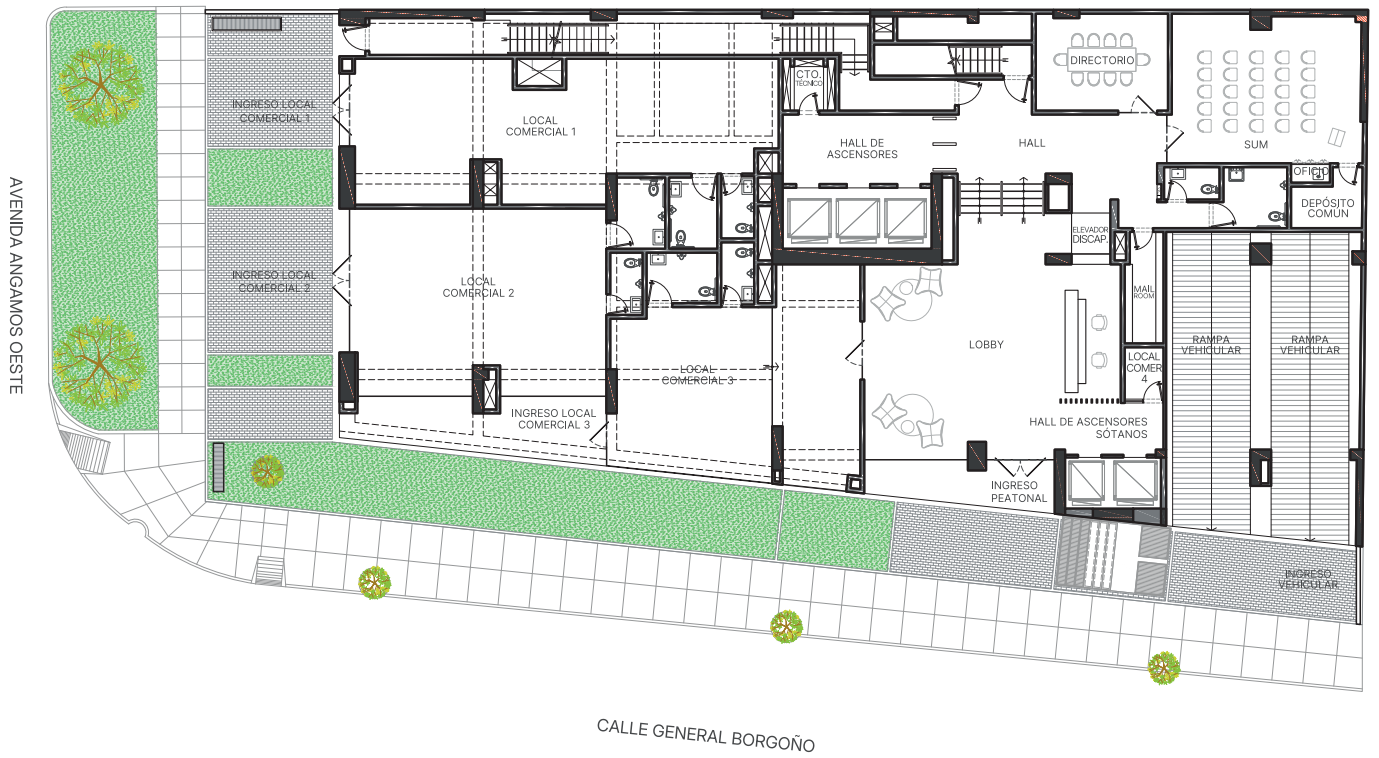 DIRECTORIO
CTO.
TÉCNICO
INGRESO LOCAL
COMERCIAL 1
LOCAL
COMERCIAL 1
HALL DE
ASCENSORES
HALL
SUM
OFICIO
DEPÓSITO
COMÚN
ELEVADOR
DISCAP.
AVENIDA ANGAMOS OESTE
INGRESO LOCAL
COMERCIAL 2
LOCAL
COMERCIAL 2
MAIL
ROOM
LOBBY
RAMPA
VEHICULAR
RAMPA
VEHICULAR
LOCAL
COMERCIAL 3
LOCAL
COMER
4
INGRESO LOCAL
COMERCIAL 3
HALL DE ASCENSORES
SÓTANOS
INGRESO
PEATONAL
INGRESO
VEHICULAR
CALLE GENERAL BORGOÑO